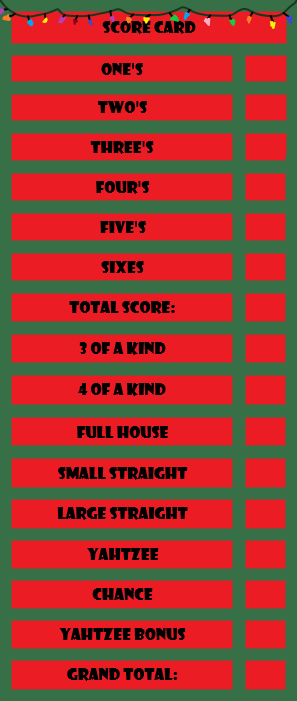 SCORE CARD
ONE'S
TWO'S
THREE'S
FOUR'S
FIVE'S
SIXES
TOTAL SCORE:
3 OF A KIND
4 OF A KIND
FULL HOUSE
SMALL STRAIGHT
LARGE STRAIGHT
YAHTZEE
CHANCE
YAHTZEE BONUS
GRAND TOTAL: